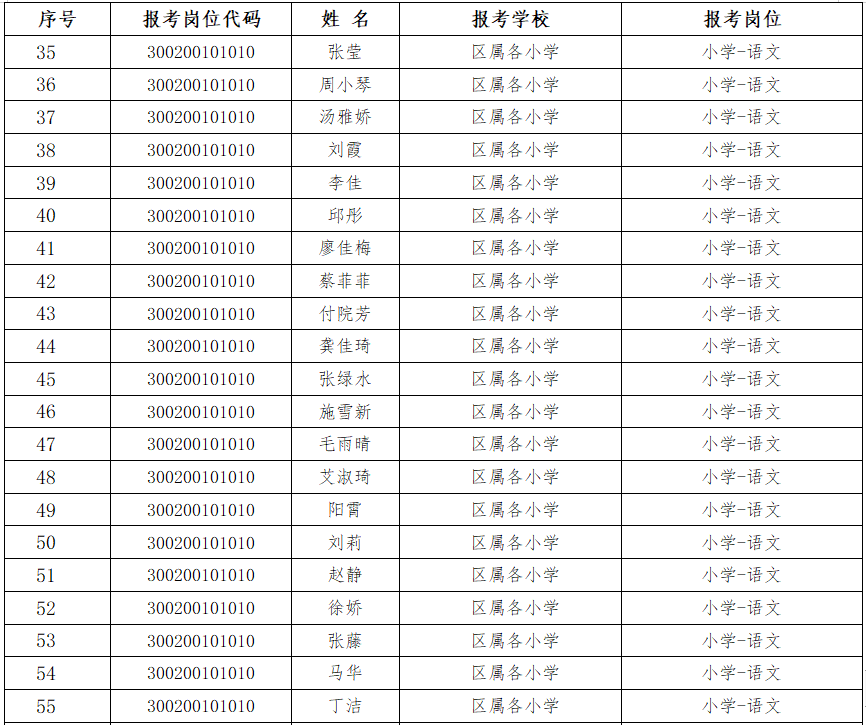 序号 报考岗位代码 姓 名 报考学校 报考岗位
35 300200101010 张莹 区属各小学 小学-语文
36 300200101010 周小琴 区属各小学 小学-语文
37 300200101010 汤雅娇 区属各小学 小学-语文
38 300200101010 刘霞 区属各小学 小学-语文
39 300200101010 李佳 区属各小学 小学-语文
40 300200101010 邱彤 区属各小学 小学-语文
41 300200101010 廖佳梅 区属各小学 小学-语文
42 300200101010 蔡菲菲 区属各小学 小学-语文
43 300200101010 付院芳 区属各小学 小学-语文
44 300200101010 龚佳琦 区属各小学 小学-语文
45 300200101010 张绿水 区属各小学 小学-语文
46 300200101010 施雪新 区属各小学 小学-语文
47 300200101010 毛雨晴 区属各小学 小学-语文
48 300200101010 艾淑琦 区属各小学 小学-语文
49 300200101010 阳霄 区属各小学 小学-语文
50 300200101010 刘莉 区属各小学 小学-语文
51 300200101010 赵静 区属各小学 小学-语文
52 300200101010 徐娇 区属各小学 小学-语文
53 300200101010 张藤 区属各小学 小学-语文
54 300200101010 马华 区属各小学 小学-语文
55 300200101010 丁洁 区属各小学 小学-语文